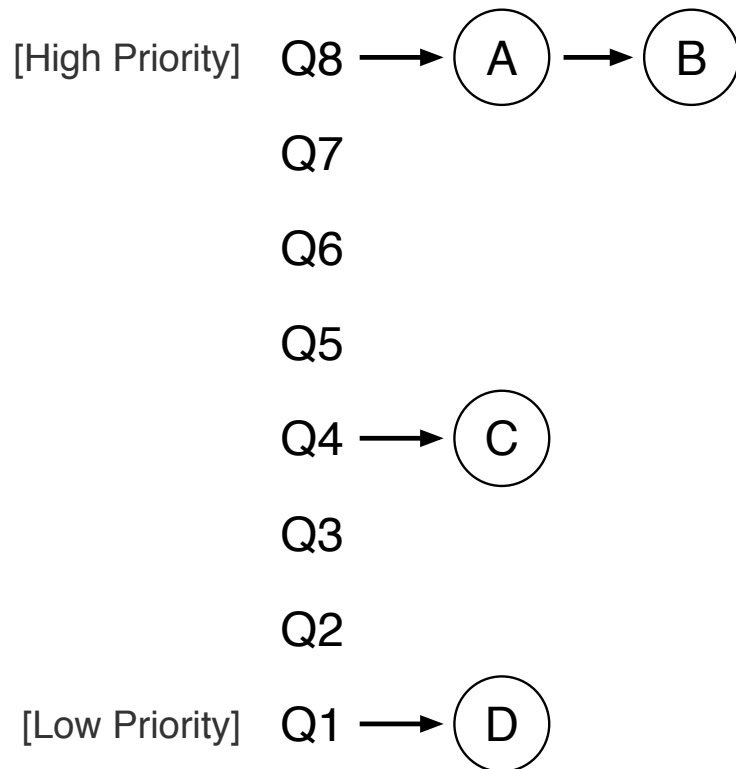 [High Priority] Q8 A B
Q7
Q6
Q5
Q4 C
Q3
Q2
[Low Priority] Q1 D